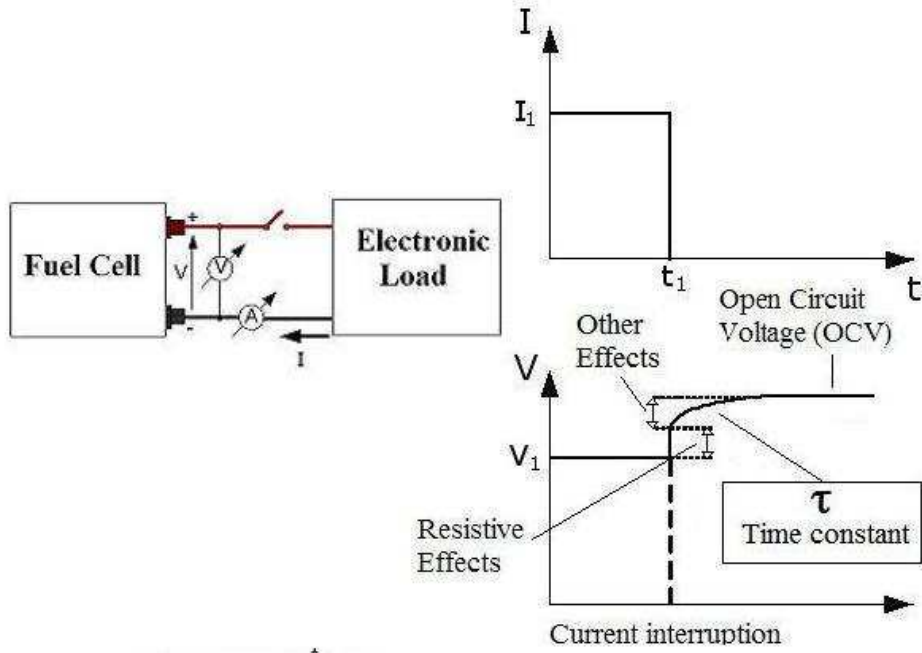 Fuel Cell
+
V
-
V
A
I
Electronic
Load
I
I₁
t₁
t
Other
Effects
Open Circuit
Voltage (OCV)
V
V₁
Resistive
Effects
τ
Time constant
Current interruption